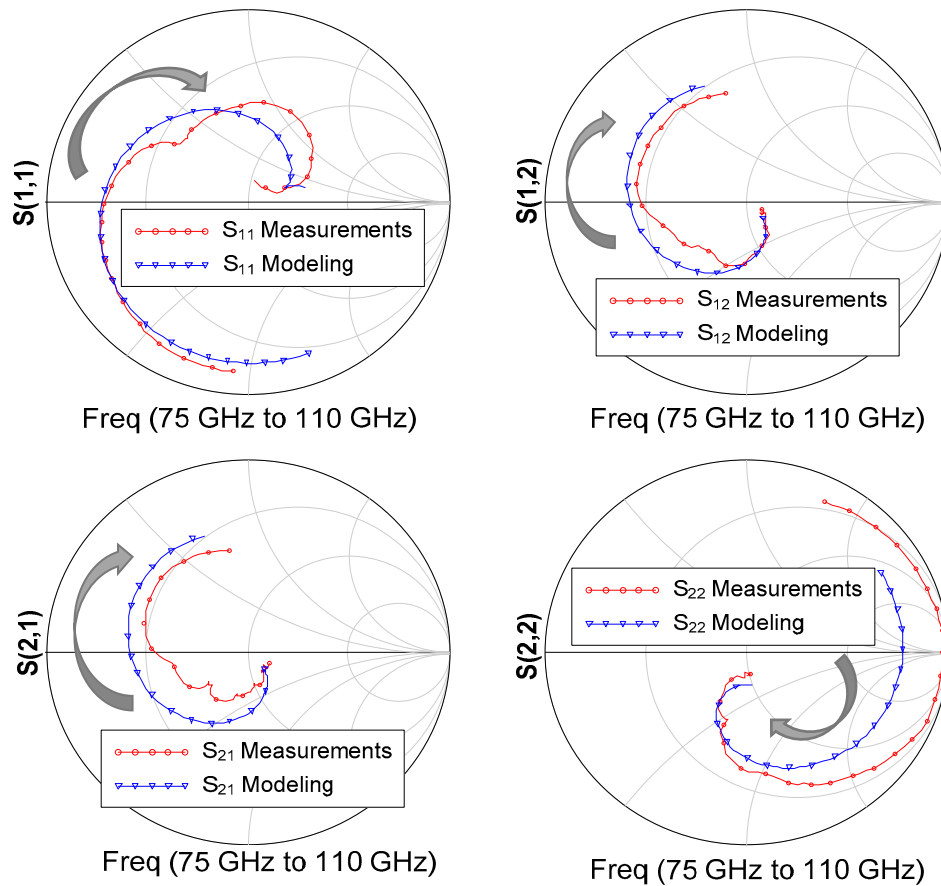 S(1,1)
S₁₁ Measurements
S₁₁ Modeling
Freq (75 GHz to 110 GHz)
S(1,2)
S₁₂ Measurements
S₁₂ Modeling
Freq (75 GHz to 110 GHz)
S(2,1)
S₂₁ Measurements
S₂₁ Modeling
Freq (75 GHz to 110 GHz)
S(2,2)
S₂₂ Measurements
S₂₂ Modeling
Freq (75 GHz to 110 GHz)